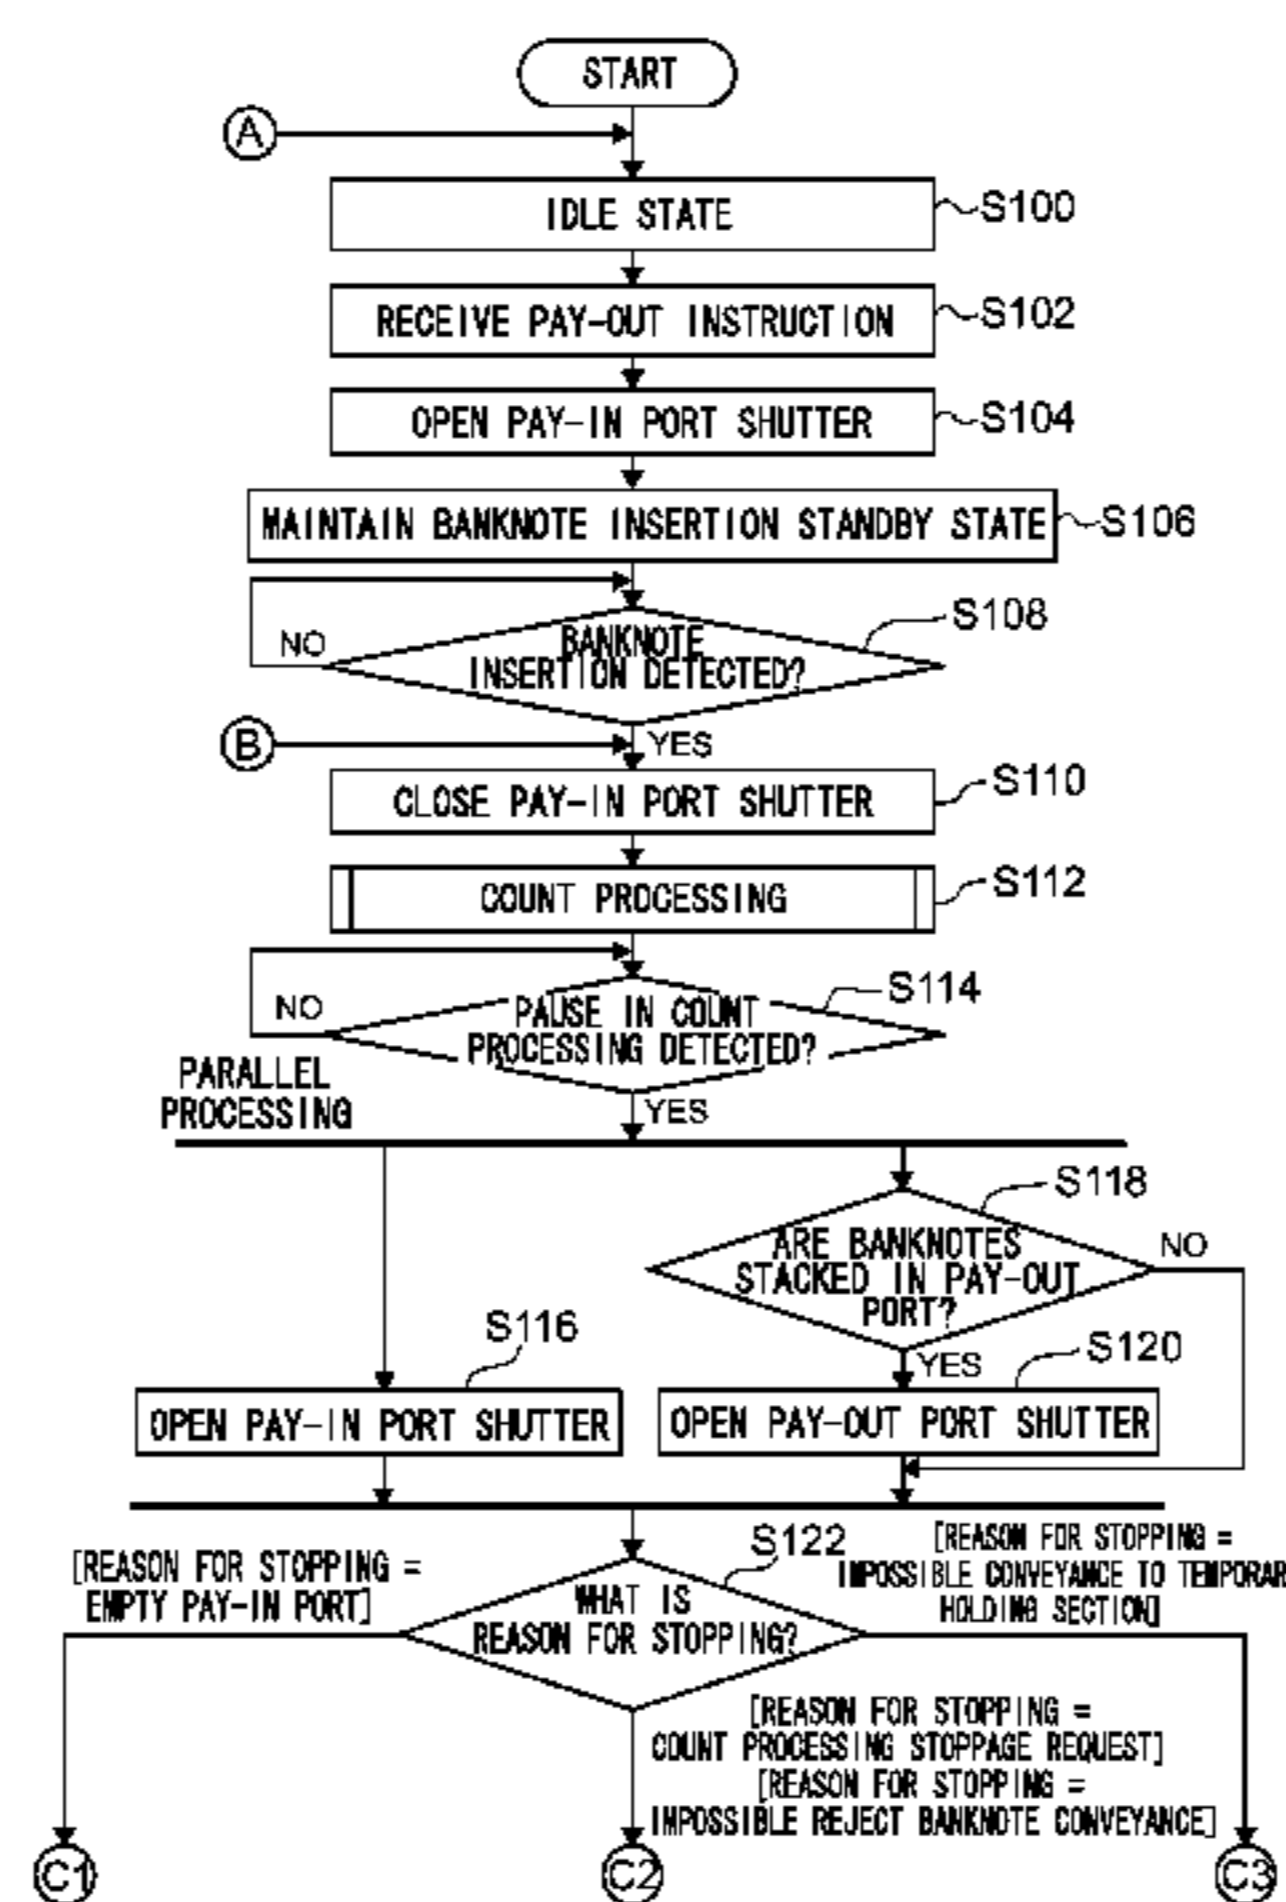 START
A
IDLE STATE
S100
RECEIVE PAY-OUT INSTRUCTION
S102
OPEN PAY-IN PORT SHUTTER
S104
MAINTAIN BANKNOTE INSERTION STANDBY STATE
S106
S108
BANKNOTE
INSERTION DETECTED?
NO
B
YES
CLOSE PAY-IN PORT SHUTTER
S110
COUNT PROCESSING
S112
S114
PAUSE IN COUNT
PROCESSING DETECTED?
NO
PARALLEL
PROCESSING
YES
S118
ARE BANKNOTES
STACKED IN PAY-OUT
PORT?
NO
YES
S116
S120
OPEN PAY-IN PORT SHUTTER
OPEN PAY-OUT PORT SHUTTER
S122
WHAT IS
REASON FOR STOPPING?
[REASON FOR STOPPING =
EMPTY PAY-IN PORT]
[REASON FOR STOPPING =
IMPOSSIBLE CONVEYANCE TO TEMPORAR
HOLDING SECTION]
[REASON FOR STOPPING =
COUNT PROCESSING STOPPAGE REQUEST]
[REASON FOR STOPPING =
IMPOSSIBLE REJECT BANKNOTE CONVEYANCE]
C1
C2
C3